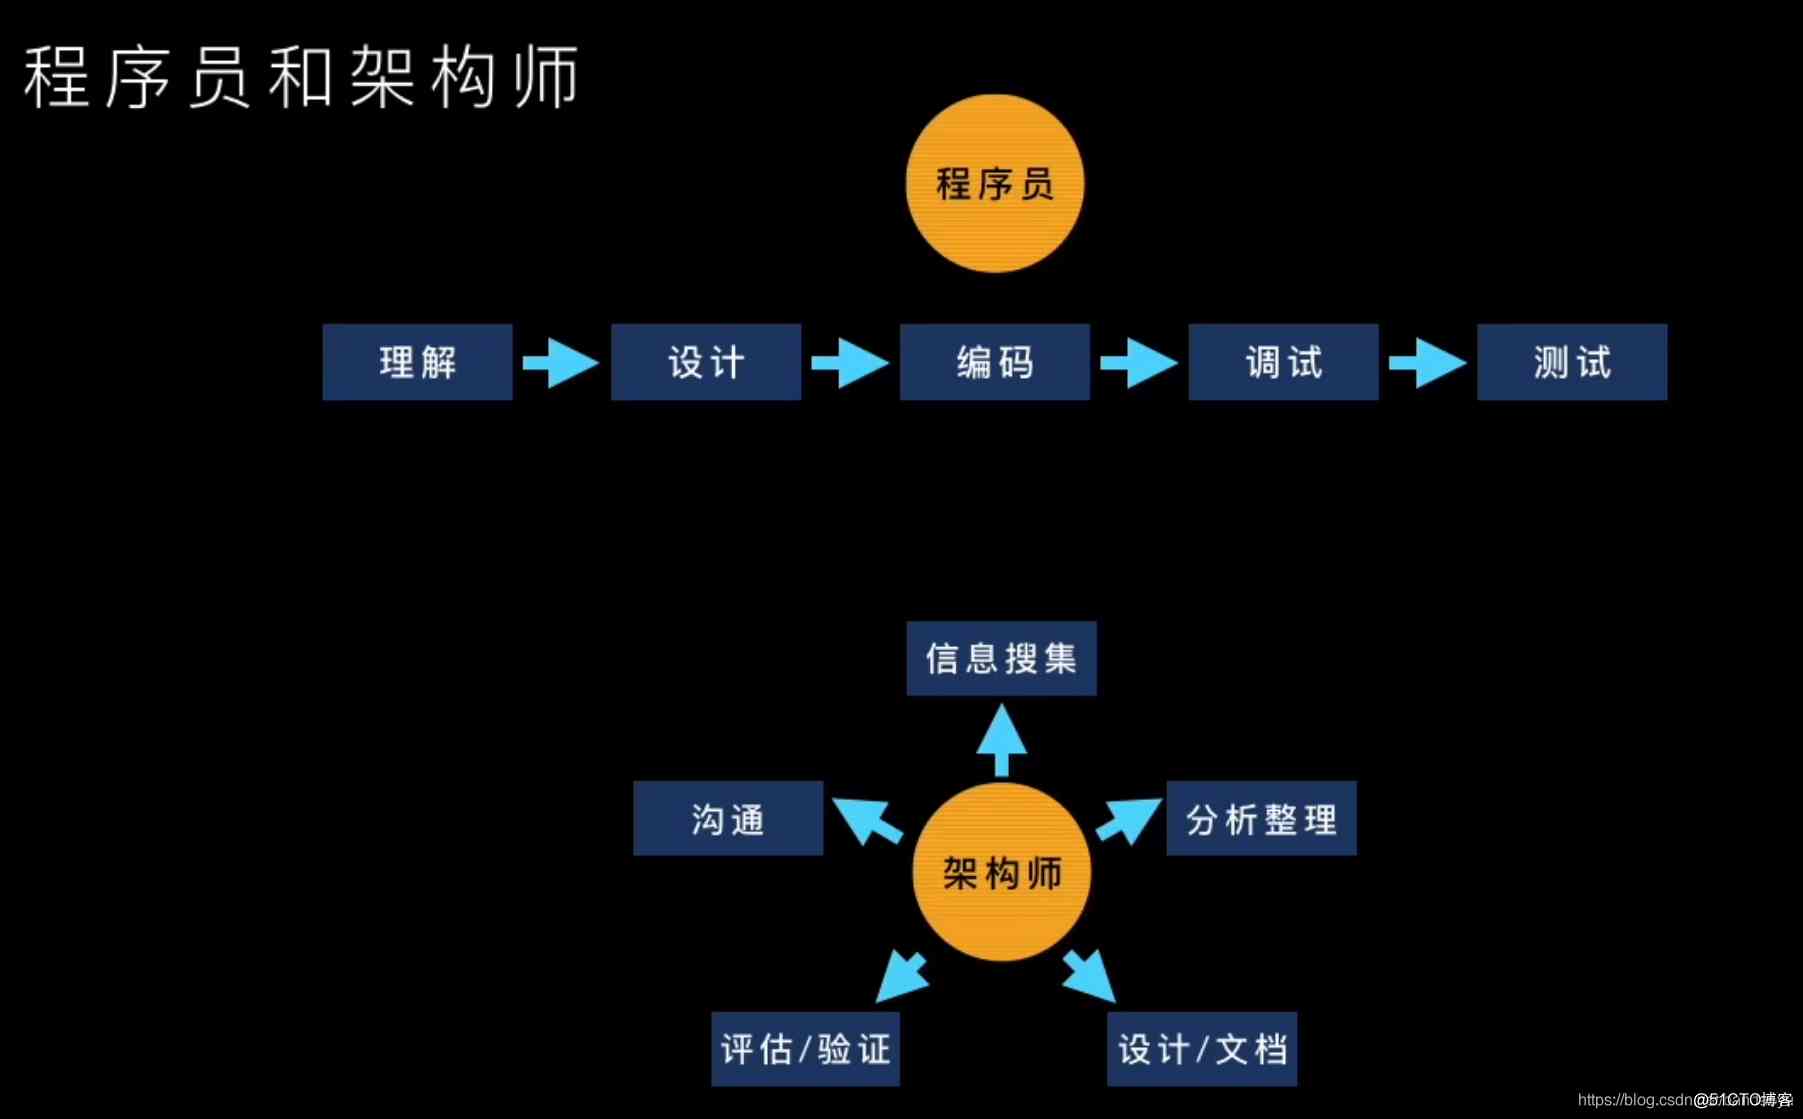 程序员和架构师
程序员
理解
设计
编码
调试
测试
信息搜集
沟通
分析整理
架构师
评估/验证
设计/文档
https://blog.csdn
@51CTO博客